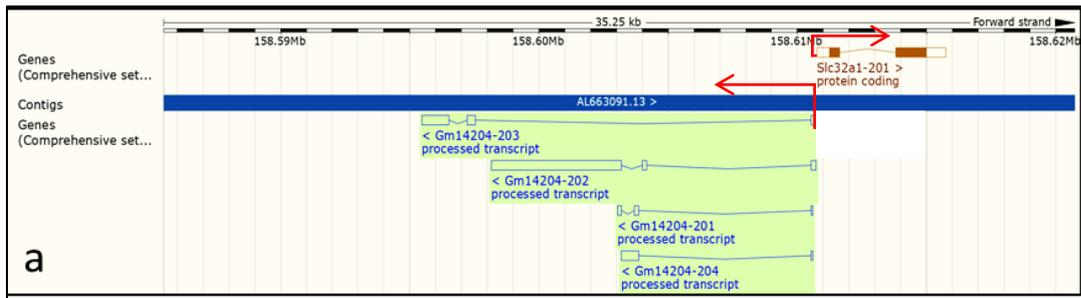 35.25 kb Forward strand
158.59Mb 158.60Mb 158.61Mb 158.62Mb
Genes
(Comprehensive set...
Slc32a1-201 >
protein coding
Contigs AL663091.13 >
Genes
(Comprehensive set...
< Gm14204-203
processed transcript
< Gm14204-202
processed transcript
< Gm14204-201
processed transcript
< Gm14204-204
processed transcript
a